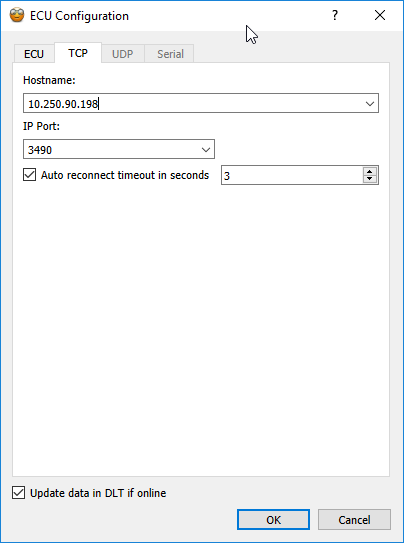 ECU Configuration
?
ECU TCP UDP Serial
Hostname:
10.250.90.198
IP Port:
3490
Auto reconnect timeout in seconds 3
Update data in DLT if online
OK Cancel